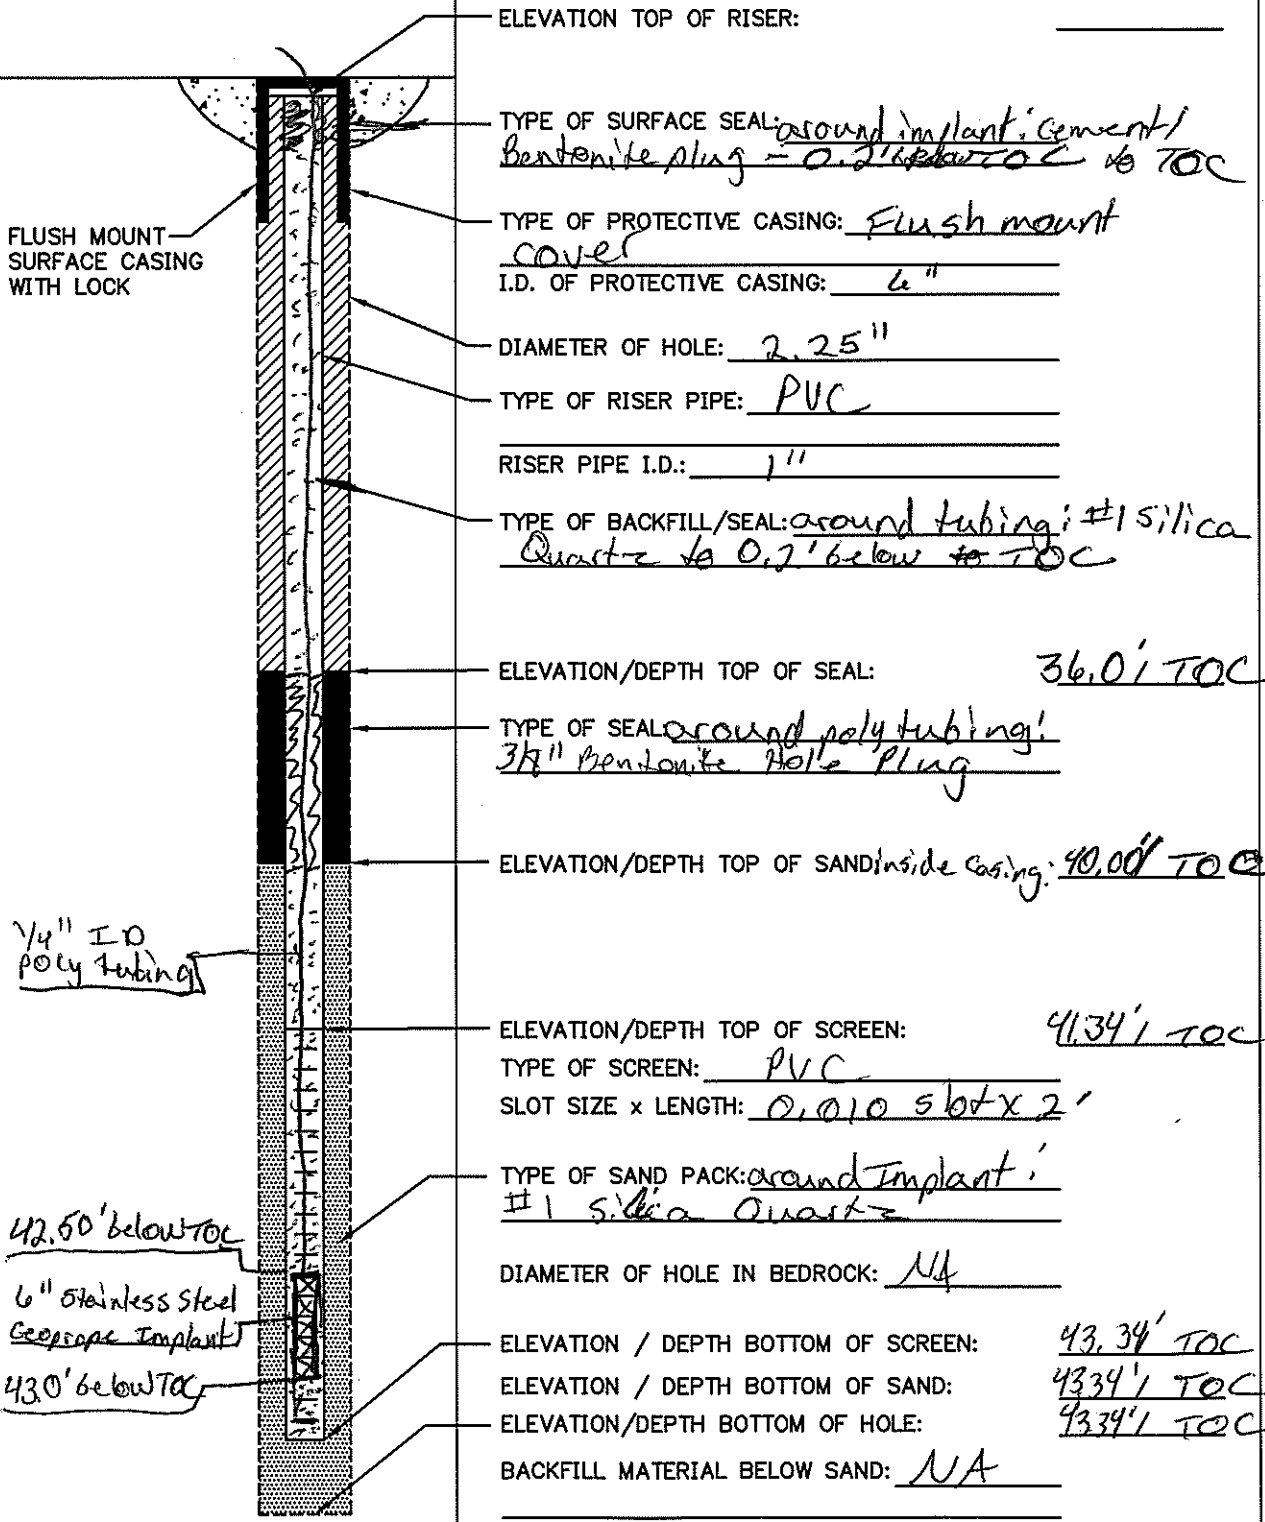 ELEVATION TOP OF RISER:
TYPE OF SURFACE SEAL: around implant: Cement/
Bentonite plug - 0.2' below TOC to TOC
FLUSH MOUNT
SURFACE CASING
WITH LOCK
TYPE OF PROTECTIVE CASING: Flush mount
cover
I.D. OF PROTECTIVE CASING: 6"
DIAMETER OF HOLE: 2.25"
TYPE OF RISER PIPE: PVC
RISER PIPE I.D.: 1"
TYPE OF BACKFILL/SEAL: around tubing: #1 silica
Quartz to 0.2' below TOC
ELEVATION/DEPTH TOP OF SEAL: 36.0'/ TOC
TYPE OF SEAL around poly tubing:
3/8" Bentonite Hole Plug
ELEVATION/DEPTH TOP OF SAND inside casing: 40.00'/ TOC
1/4" ID
poly tubing
ELEVATION/DEPTH TOP OF SCREEN: 41.34'/ TOC
TYPE OF SCREEN: PVC
SLOT SIZE x LENGTH: 0.010 slot x 2'
TYPE OF SAND PACK: around Implant:
#1 silica Quartz
42.50' below TOC
DIAMETER OF HOLE IN BEDROCK: NA
6" Stainless Steel
Geoprope Implant
43.0' below TOC
ELEVATION / DEPTH BOTTOM OF SCREEN: 43.34' TOC
ELEVATION / DEPTH BOTTOM OF SAND: 43.34'/ TOC
ELEVATION/DEPTH BOTTOM OF HOLE: 43.34'/ TOC
BACKFILL MATERIAL BELOW SAND: NA